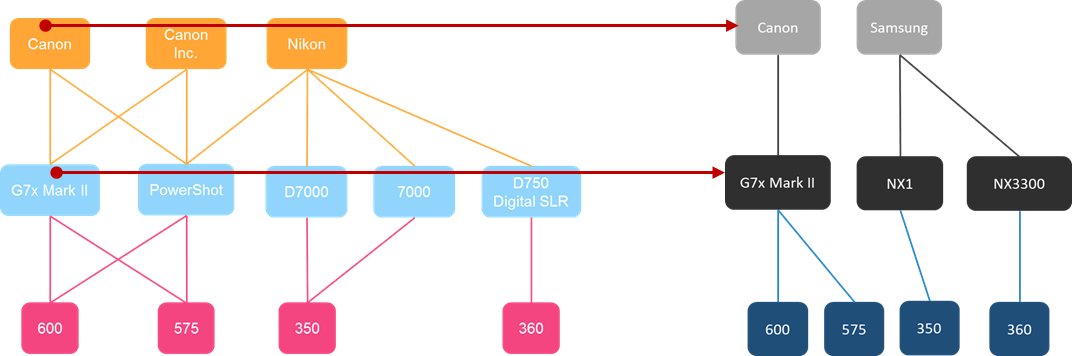 Canon
Canon
Inc.
Nikon
Canon
Samsung
G7x Mark II
PowerShot
D7000
7000
D750
Digital SLR
G7x Mark II
NX1
NX3300
600
575
350
360
600
575
350
360